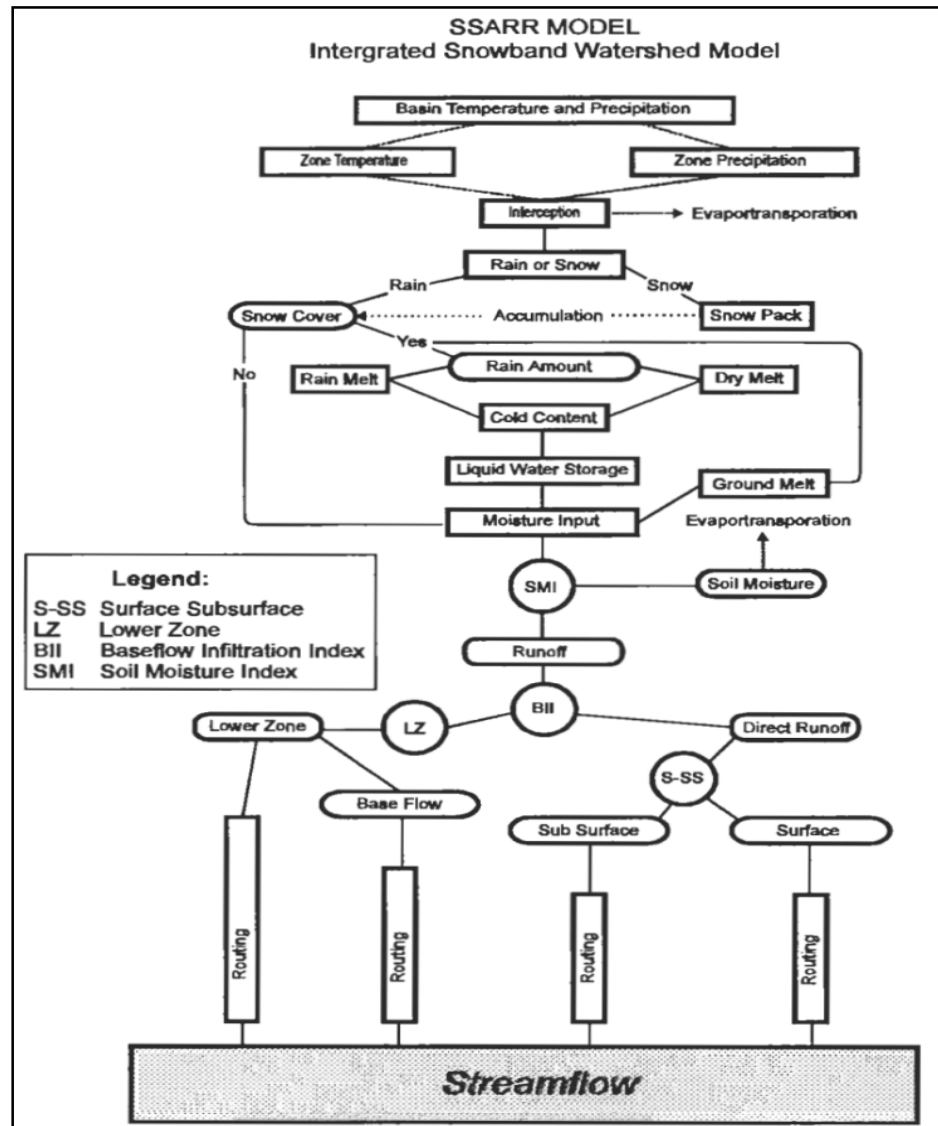 SSARR MODEL
Intergrated Snowband Watershed Model
Basin Temperature and Precipitation
Zone Temperature
Zone Precipitation
Interception
Evaportransporation
Rain or Snow
Rain
Snow
Snow Cover
Accumulation
Snow Pack
Yes
No
Rain Melt
Rain Amount
Dry Melt
Cold Content
Liquid Water Storage
Ground Melt
Moisture Input
Evaportransporation
SMI
Soil Moisture
Legend:
S-SS Surface Subsurface
LZ Lower Zone
BII Baseflow Infiltration Index
SMI Soil Moisture Index
Runoff
BII
Lower Zone
LZ
Direct Runoff
S-SS
Base Flow
Sub Surface
Surface
Routing
Routing
Routing
Routing
Streamflow